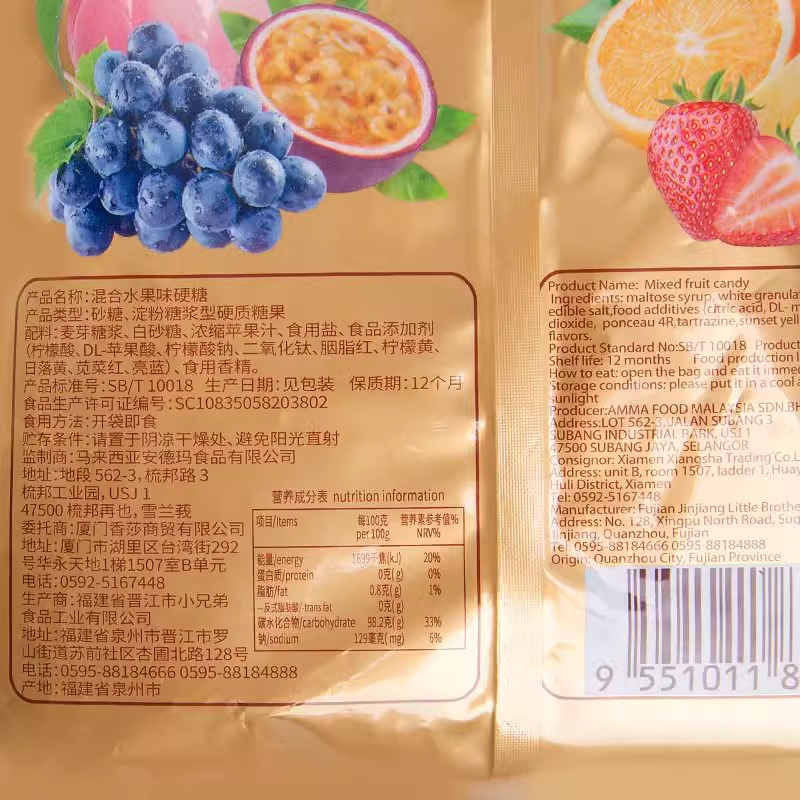 产品名称:混合水果味硬糖
产品类型:砂糖、淀粉糖浆型硬质糖果
配料:麦芽糖浆、白砂糖、浓缩苹果汁、食用盐、食品添加剂
(柠檬酸、DL-苹果酸、柠檬酸钠、二氧化钛、胭脂红、柠檬黄、
日落黄、苋菜红、亮蓝)、食用香精。
产品标准号:SB/T 10018 生产日期:见包装 保质期:12个月
食品生产许可证编号:SC10835058203802
食用方法:开袋即食
贮存条件:请置于阴凉干燥处、避免阳光直射
监制商:马来西亚安德玛食品有限公司
地址:地段 562-3,梳邦路 3
梳邦工业园,USJ 1
47500 梳邦再也,雪兰莪
委托商:厦门香莎商贸有限公司
地址:厦门市湖里区台湾街292
号华永天地1梯1507室B单元
电话:0592-5167448
生产商:福建省晋江市小兄弟
食品工业有限公司
地址:福建省泉州市晋江市罗
山街道苏前社区杏圃北路128号
电话:0595-88184666 0595-88184888
产地:福建省泉州市
营养成分表 nutrition information
项目/Items 每100克 per 100g 营养素参考值% NRV%
能量/energy 1699千焦(kJ) 20%
蛋白质/protein 0克(g) 0%
脂肪/fat 0.8克(g) 1%
--反式脂肪酸/-trans fat 0克(g)
碳水化合物/carbohydrate 98.2克(g) 33%
钠/sodium 129毫克(mg) 6%
Product Name: Mixed fruit candy
Ingredients: maltose syrup, white granula
edible salt,food additives (citric acid, DL- m
dioxide, ponceau 4R,tartrazine,sunset yell
flavors.
Product Standard No:SB/T 10018 Product
Shelf life: 12 months Food production l
How to eat: open the bag and eat it imme
Storage conditions: please put it in a cool a
sunlight
Producer:AMMA FOOD MALAYSIA SDN.BH
Address:LOT 562-3,JALAN SUBANG 3
SUBANG INDUSTRIAL PARK, USJ 1
47500 SUBANG JAYA, SELANGOR
Consignor: Xiamen Xiangsha Trading Co.L
Address: unit B, room 1507, ladder 1, Huay
Huli District, Xiamen
Tel: 0592-5167448
Manufacturer: Fujian Jinjiang Little Brothe
Address: No. 128, Xingpu North Road, Suq
Jinjiang, Quanzhou, Fujian
Tel: 0595-88184666 0595 88184888
Origin: Quanzhou City, Fujian Province
9 551011 8